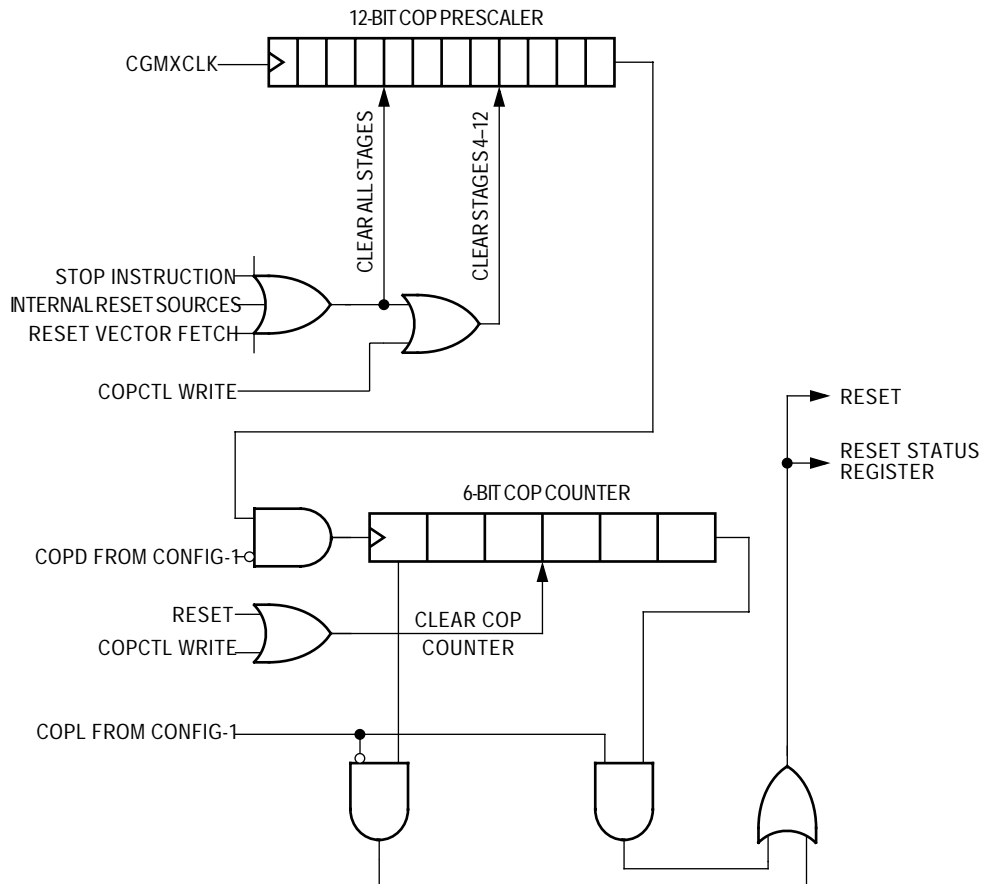 12-BIT COP PRESCALER
CGMXCLK
CLEAR ALL STAGES
CLEAR STAGES 4–12
STOP INSTRUCTION
INTERNAL RESET SOURCES
RESET VECTOR FETCH
COPCTL WRITE
RESET
RESET STATUS
REGISTER
6-BIT COP COUNTER
COPD FROM CONFIG-1
RESET
COPCTL WRITE
CLEAR COP
COUNTER
COPL FROM CONFIG-1